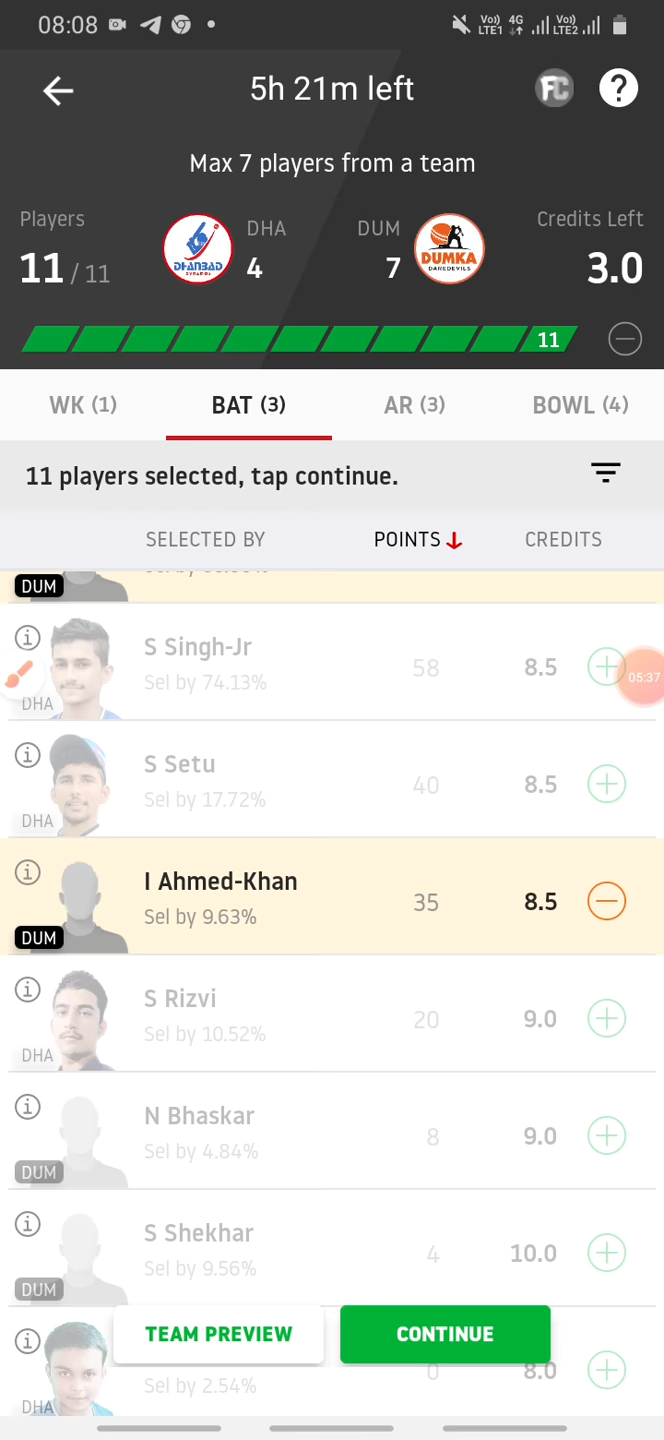 08:08
Vo)) LTE1 4G Vo)) LTE2
5h 21m left
FC ?
Max 7 players from a team
Players DHA DUM Credits Left
11 / 11 4 7 3.0
DHANBAD
DUMKA
DAREDEVILS
11
WK (1) BAT (3) AR (3) BOWL (4)
11 players selected, tap continue.
SELECTED BY POINTS CREDITS
DUM
S Singh-Jr
Sel by 74.13% 58 8.5
05:37
DHA
S Setu
Sel by 17.72% 40 8.5
DHA
I Ahmed-Khan
Sel by 9.63% 35 8.5
DUM
S Rizvi
Sel by 10.52% 20 9.0
DHA
N Bhaskar
Sel by 4.84% 8 9.0
DUM
S Shekhar
Sel by 9.56% 4 10.0
DUM
TEAM PREVIEW CONTINUE
Sel by 2.54% 0 8.0
DHA